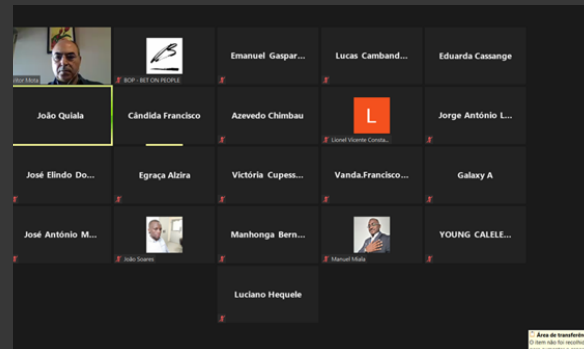 Vitor Mota
BOP - BET ON PEOPLE
Emanuel Gaspar...
Lucas Camband...
Eduarda Cassange
João Quiala
Cândida Francisco
Azevedo Chimbau
L
Lionel Vicente Consta...
Jorge António L...
José Elindo Do...
Egraça Alzira
Victória Cupess...
Vanda.Francisco...
Galaxy A
José António M...
João Soares
Manhonga Bern...
Manuel Miala
YOUNG CALELE...
Luciano Hequele
Área de transferên
O item não foi recolhi